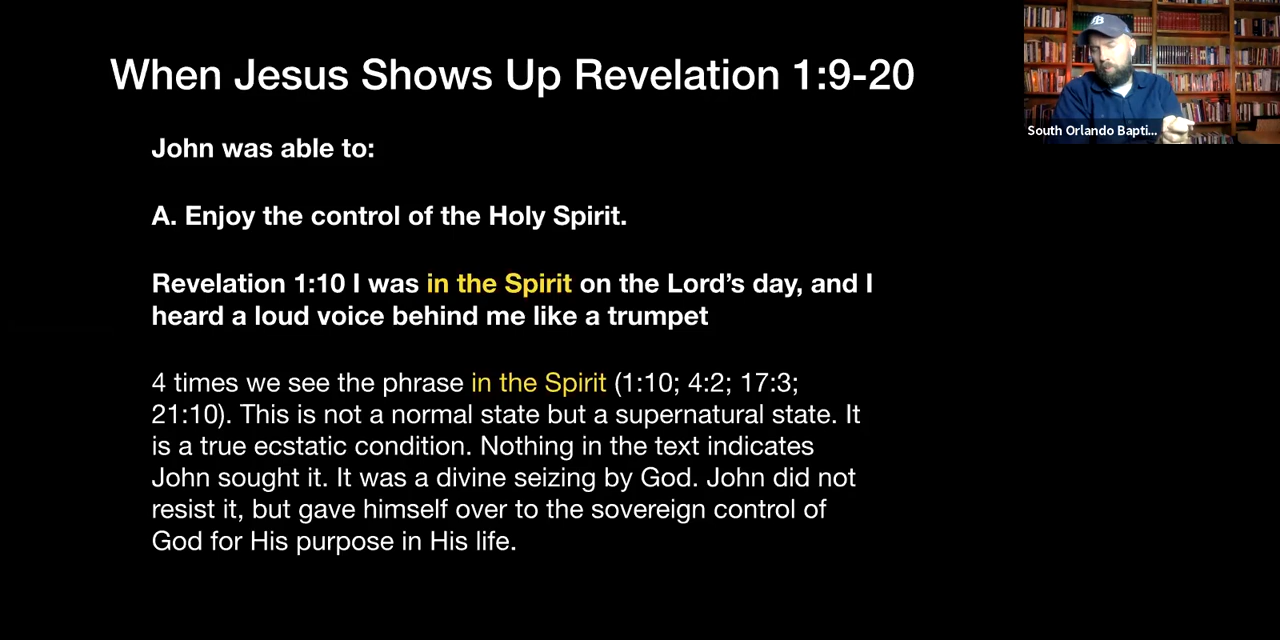 When Jesus Shows Up Revelation 1:9-20
South Orlando Bapti...
John was able to:
A. Enjoy the control of the Holy Spirit.
Revelation 1:10 I was in the Spirit on the Lord’s day, and I
heard a loud voice behind me like a trumpet
4 times we see the phrase in the Spirit (1:10; 4:2; 17:3;
21:10). This is not a normal state but a supernatural state. It
is a true ecstatic condition. Nothing in the text indicates
John sought it. It was a divine seizing by God. John did not
resist it, but gave himself over to the sovereign control of
God for His purpose in His life.